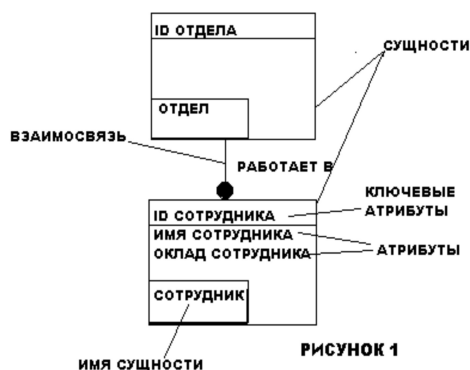 ID ОТДЕЛА
СУЩНОСТИ
ОТДЕЛ
ВЗАИМОСВЯЗЬ
РАБОТАЕТ В
КЛЮЧЕВЫЕ
АТРИБУТЫ
ID СОТРУДНИКА
ИМЯ СОТРУДНИКА
ОКЛАД СОТРУДНИКА
АТРИБУТЫ
СОТРУДНИК
РИСУНОК 1
ИМЯ СУЩНОСТИ